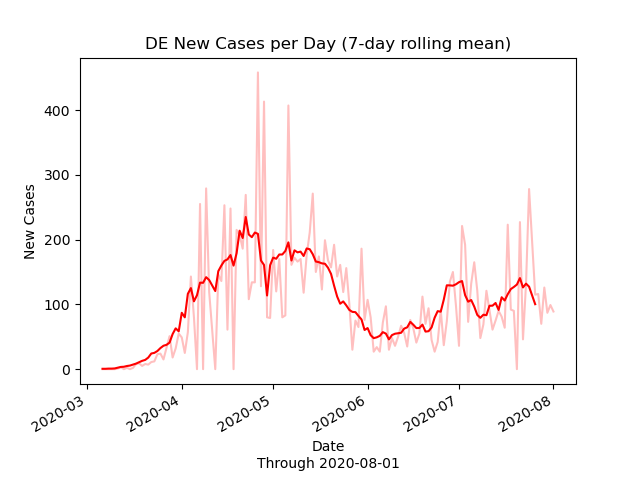 DE New Cases per Day (7-day rolling mean)
New Cases
400
300
200
100
0
2020-03
2020-04
2020-05
2020-06
2020-07
2020-08
Date
Through 2020-08-01